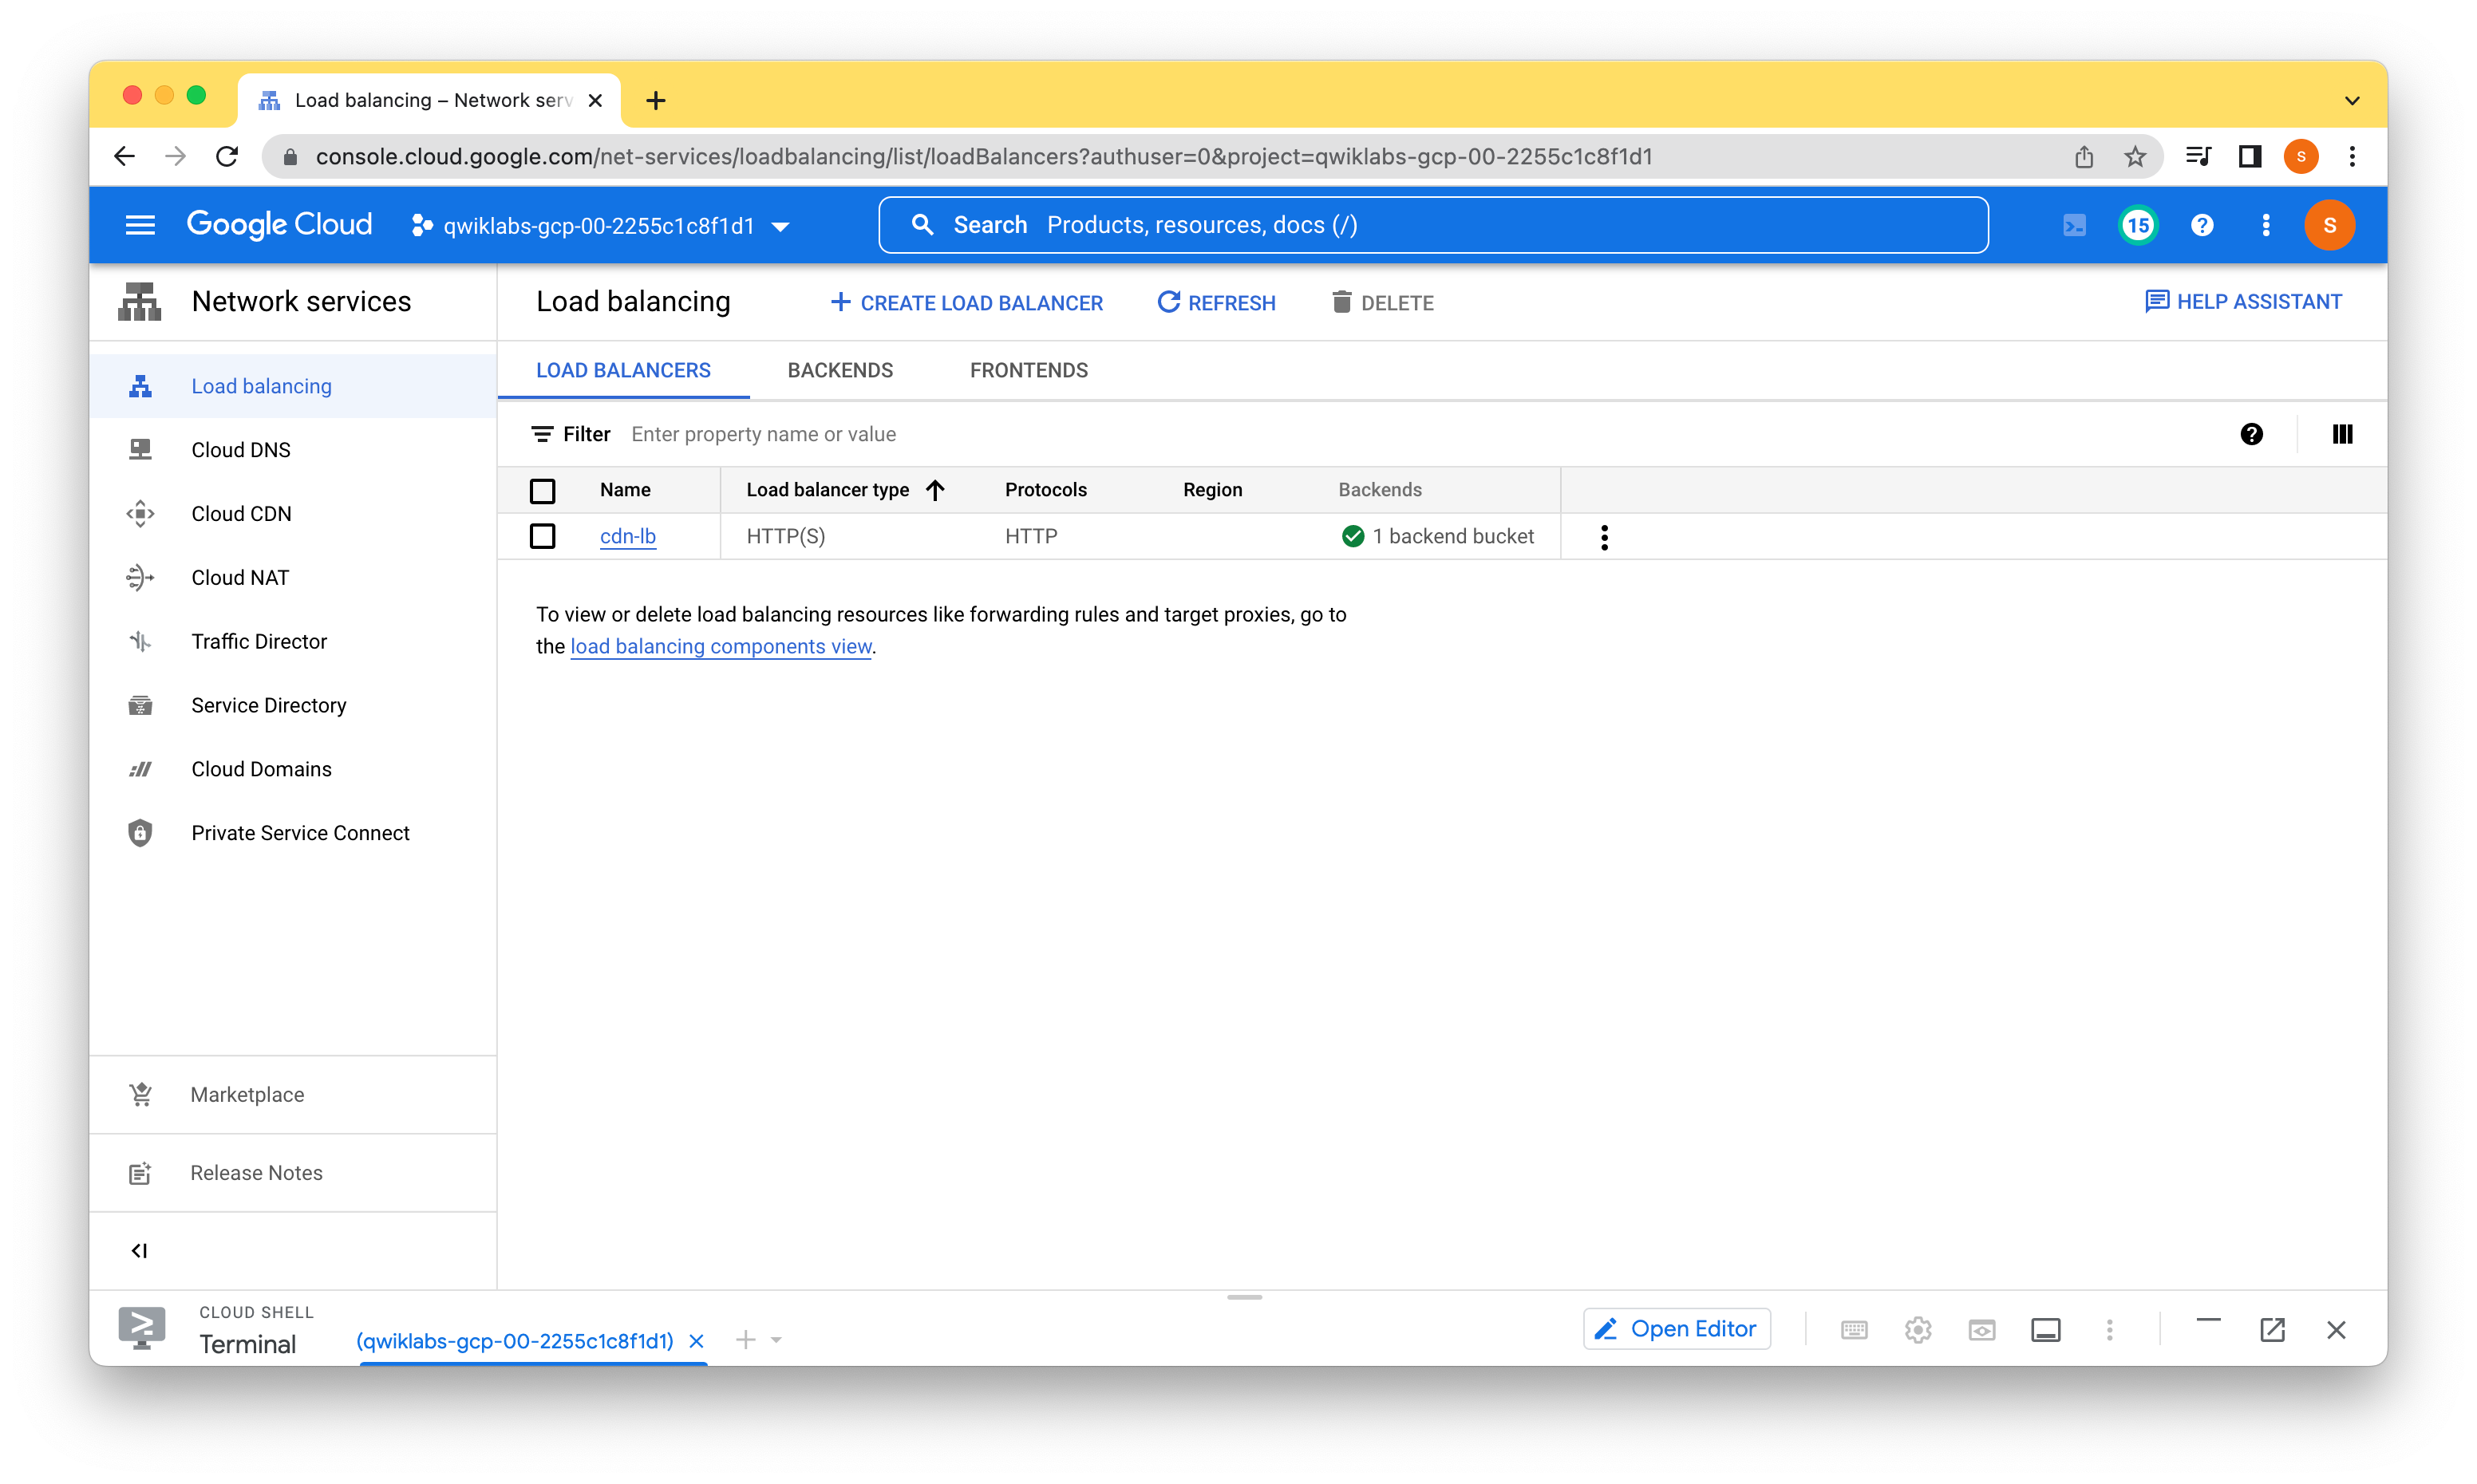 Load balancing – Network serv
console.cloud.google.com/net-services/loadbalancing/list/loadBalancers?authuser=0&project=qwiklabs-gcp-00-2255c1c8f1d1
S
Google Cloud
qwiklabs-gcp-00-2255c1c8f1d1
Search Products, resources, docs (/)
15
S
Network services
Load balancing
CREATE LOAD BALANCER
REFRESH
DELETE
HELP ASSISTANT
Load balancing
Cloud DNS
Cloud CDN
Cloud NAT
Traffic Director
Service Directory
Cloud Domains
Private Service Connect
Marketplace
Release Notes
LOAD BALANCERS BACKENDS FRONTENDS
Filter Enter property name or value
Name Load balancer type Protocols Region Backends
cdn-lb HTTP(S) HTTP 1 backend bucket
To view or delete load balancing resources like forwarding rules and target proxies, go to
the load balancing components view.
CLOUD SHELL
Terminal
(qwiklabs-gcp-00-2255c1c8f1d1)
Open Editor